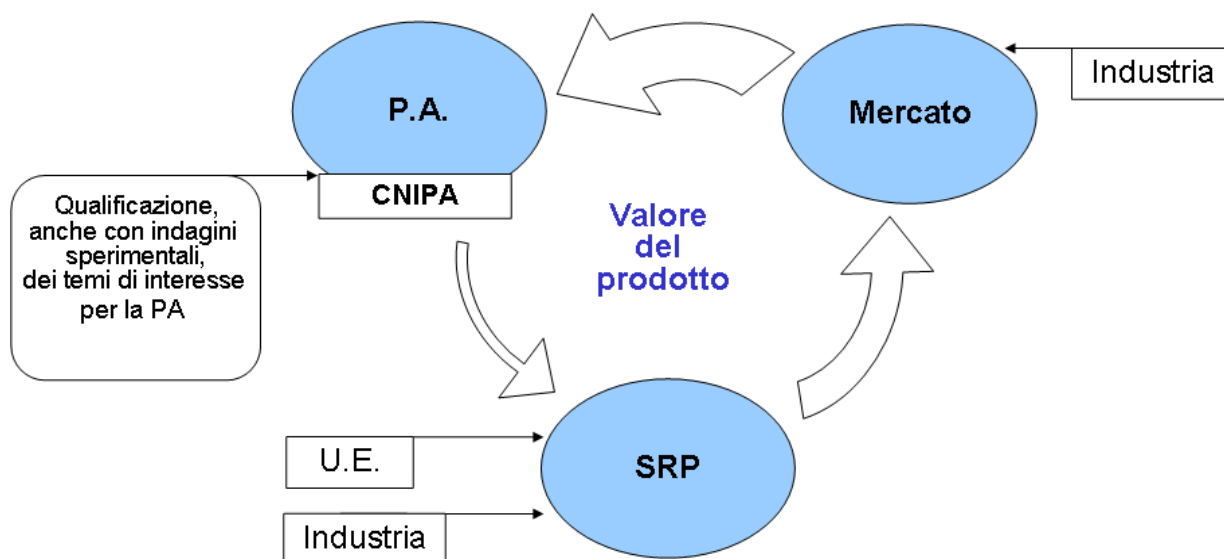 P.A.
CNIPA
Mercato
Industria
Qualificazione,
anche con indagini
sperimentali,
dei temi di interesse
per la PA
Valore
del
prodotto
U.E.
Industria
SRP